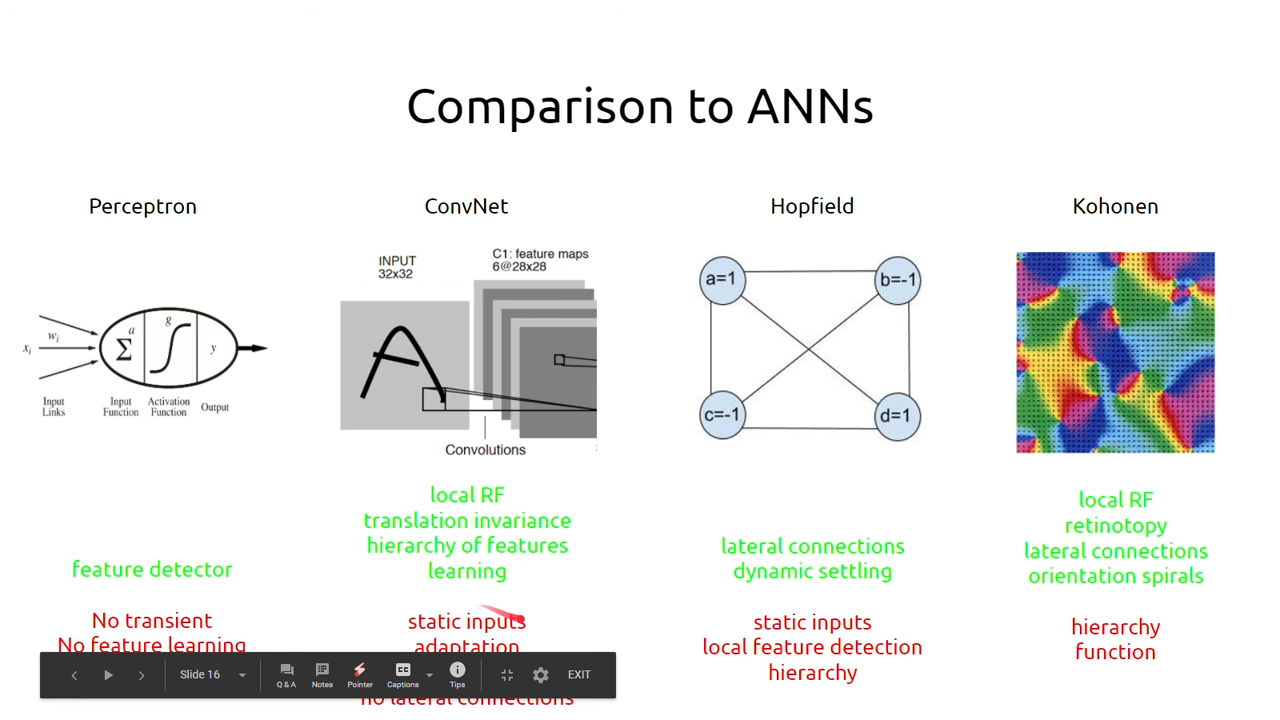 Comparison to ANNs
Perceptron
x_i
w_i
a
Σ
g
y
Input
Links
Input
Function
Activation
Function
Output
feature detector
No transient
No feature learning
ConvNet
INPUT
32x32
C1: feature maps
6@28x28
A
Convolutions
local RF
translation invariance
hierarchy of features
learning
static inputs
adaptation
no lateral connections
Hopfield
a=1
b=-1
c=-1
d=1
lateral connections
dynamic settling
static inputs
local feature detection
hierarchy
Kohonen
local RF
retinotopy
lateral connections
orientation spirals
hierarchy
function
Slide 16
Q & A
Notes
Pointer
Captions
Tips
EXIT